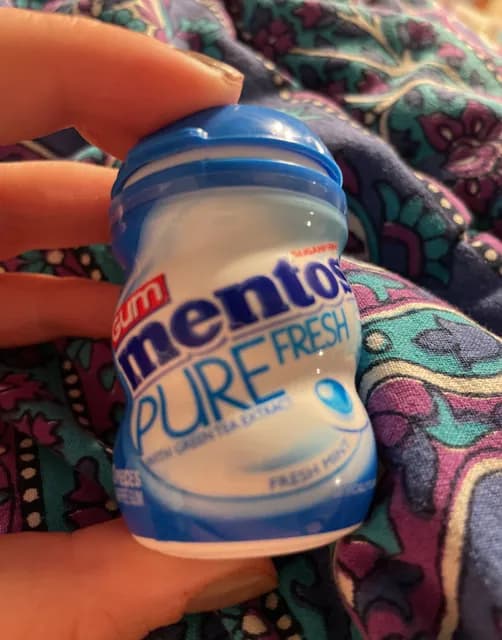 SUGARFREE
GUM
mentos
PURE FRESH
WITH GREEN TEA EXTRACT
FRESH MINT